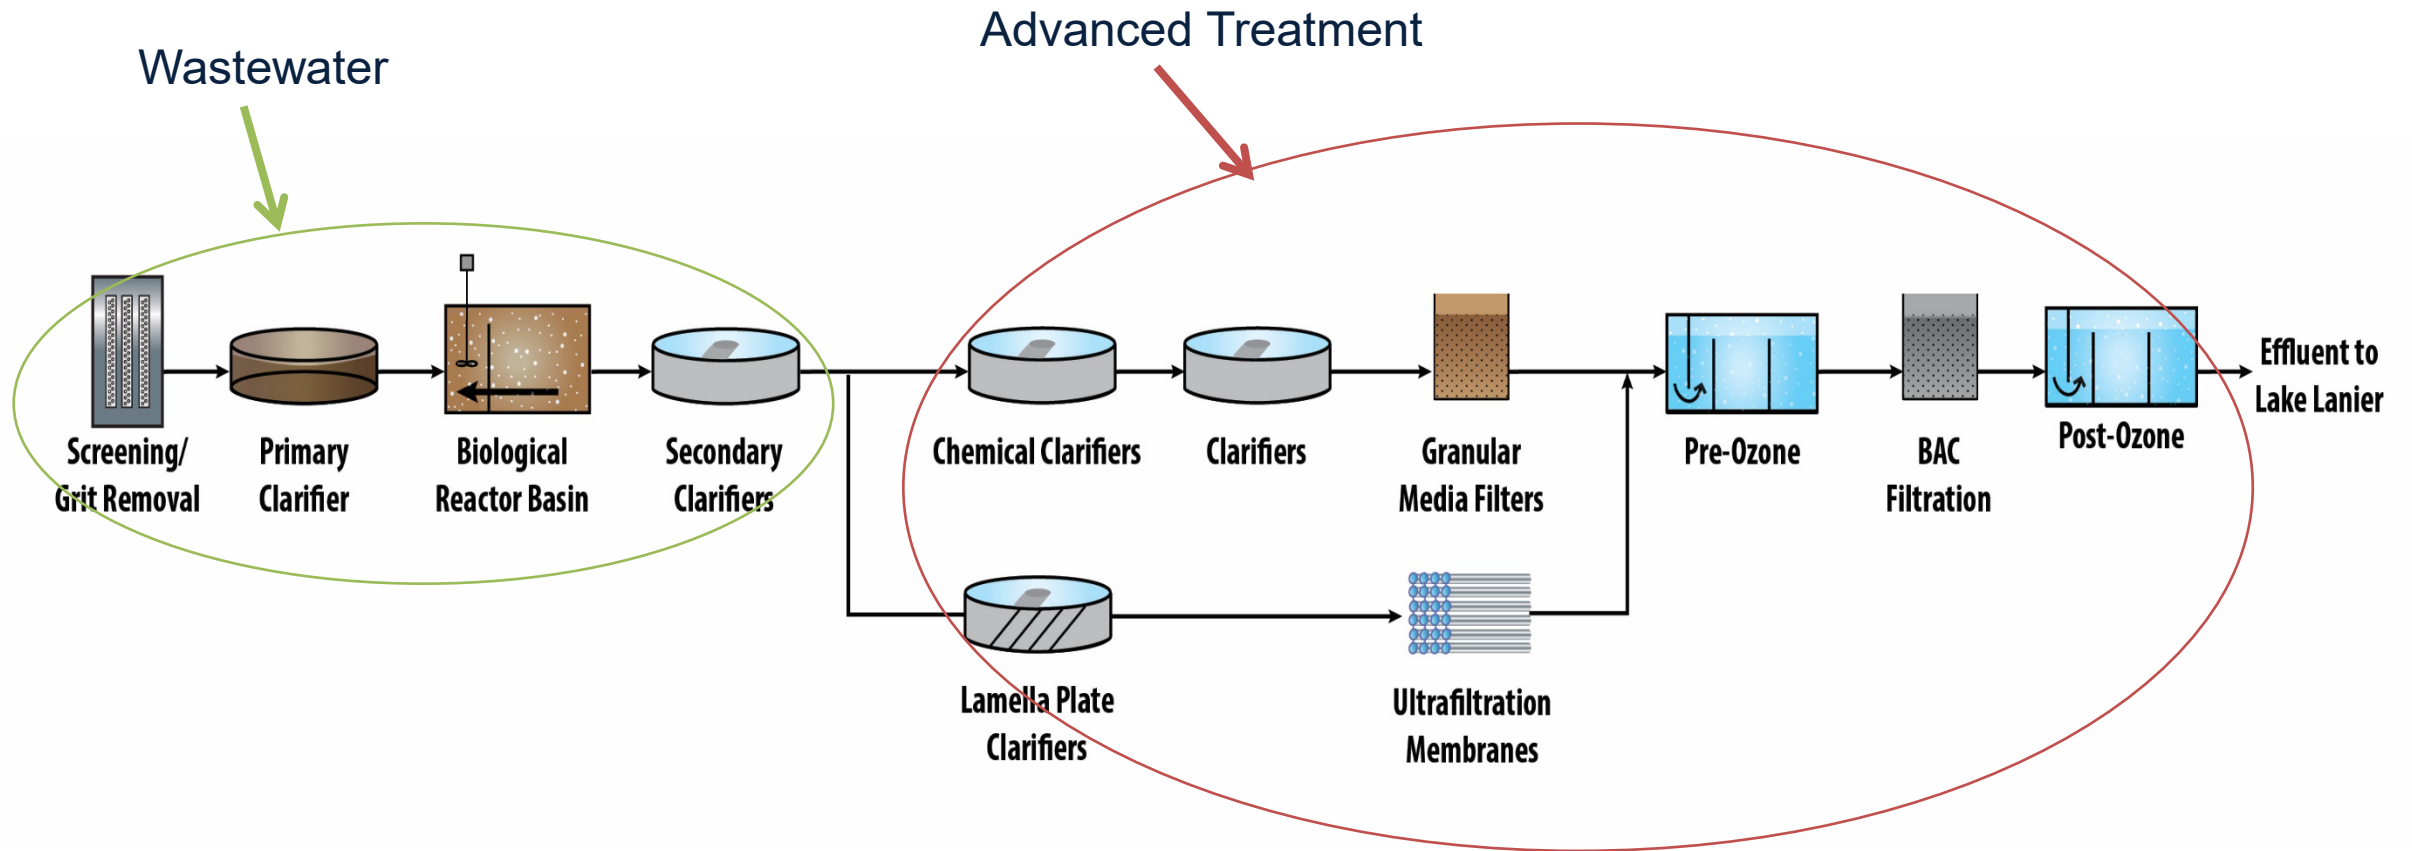 Advanced Treatment
Wastewater
Screening/
Grit Removal
Primary
Clarifier
Biological
Reactor Basin
Secondary
Clarifiers
Chemical Clarifiers
Clarifiers
Granular
Media Filters
Pre-Ozone
BAC
Filtration
Post-Ozone
Effluent to
Lake Lanier
Lamella Plate
Clarifiers
Ultrafiltration
Membranes